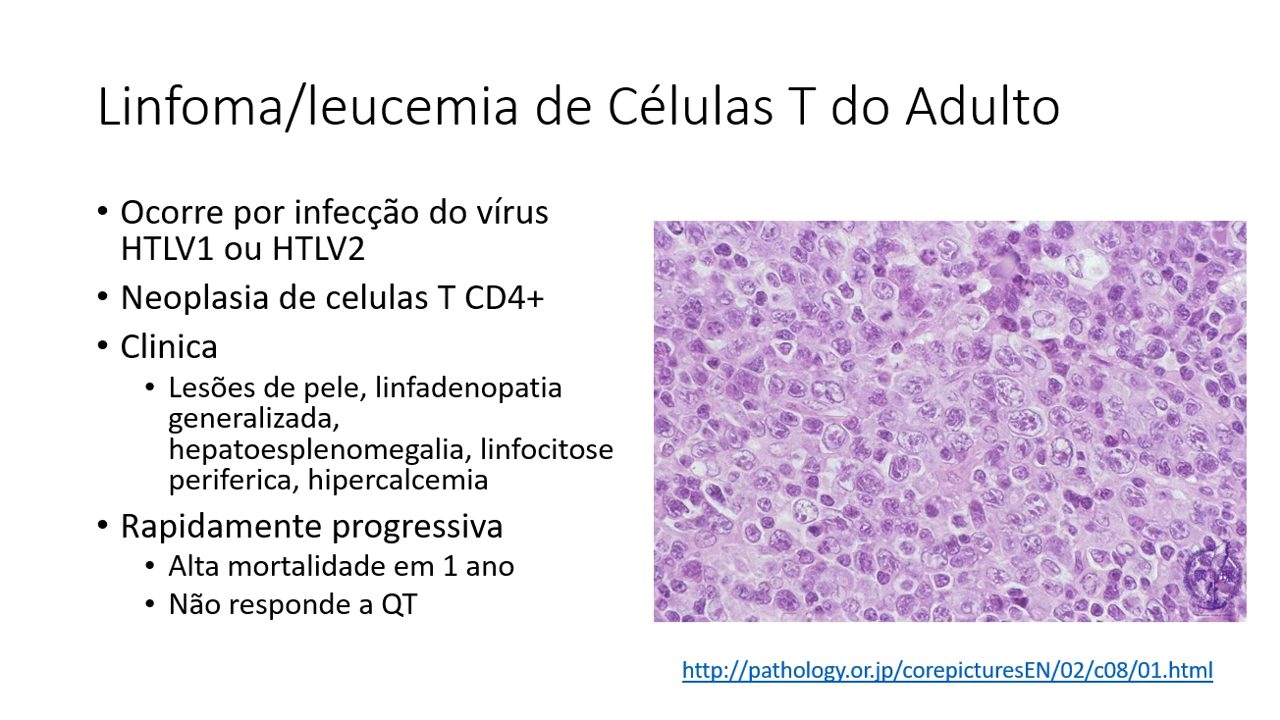 Linfoma/leucemia de Células T do Adulto
• Ocorre por infecção do vírus
HTLV1 ou HTLV2
• Neoplasia de celulas T CD4+
• Clinica
• Lesões de pele, linfadenopatia
generalizada,
hepatoesplenomegalia, linfocitose
periferica, hipercalcemia
• Rapidamente progressiva
• Alta mortalidade em 1 ano
• Não responde a QT
http://pathology.or.jp/corepicturesEN/02/c08/01.html